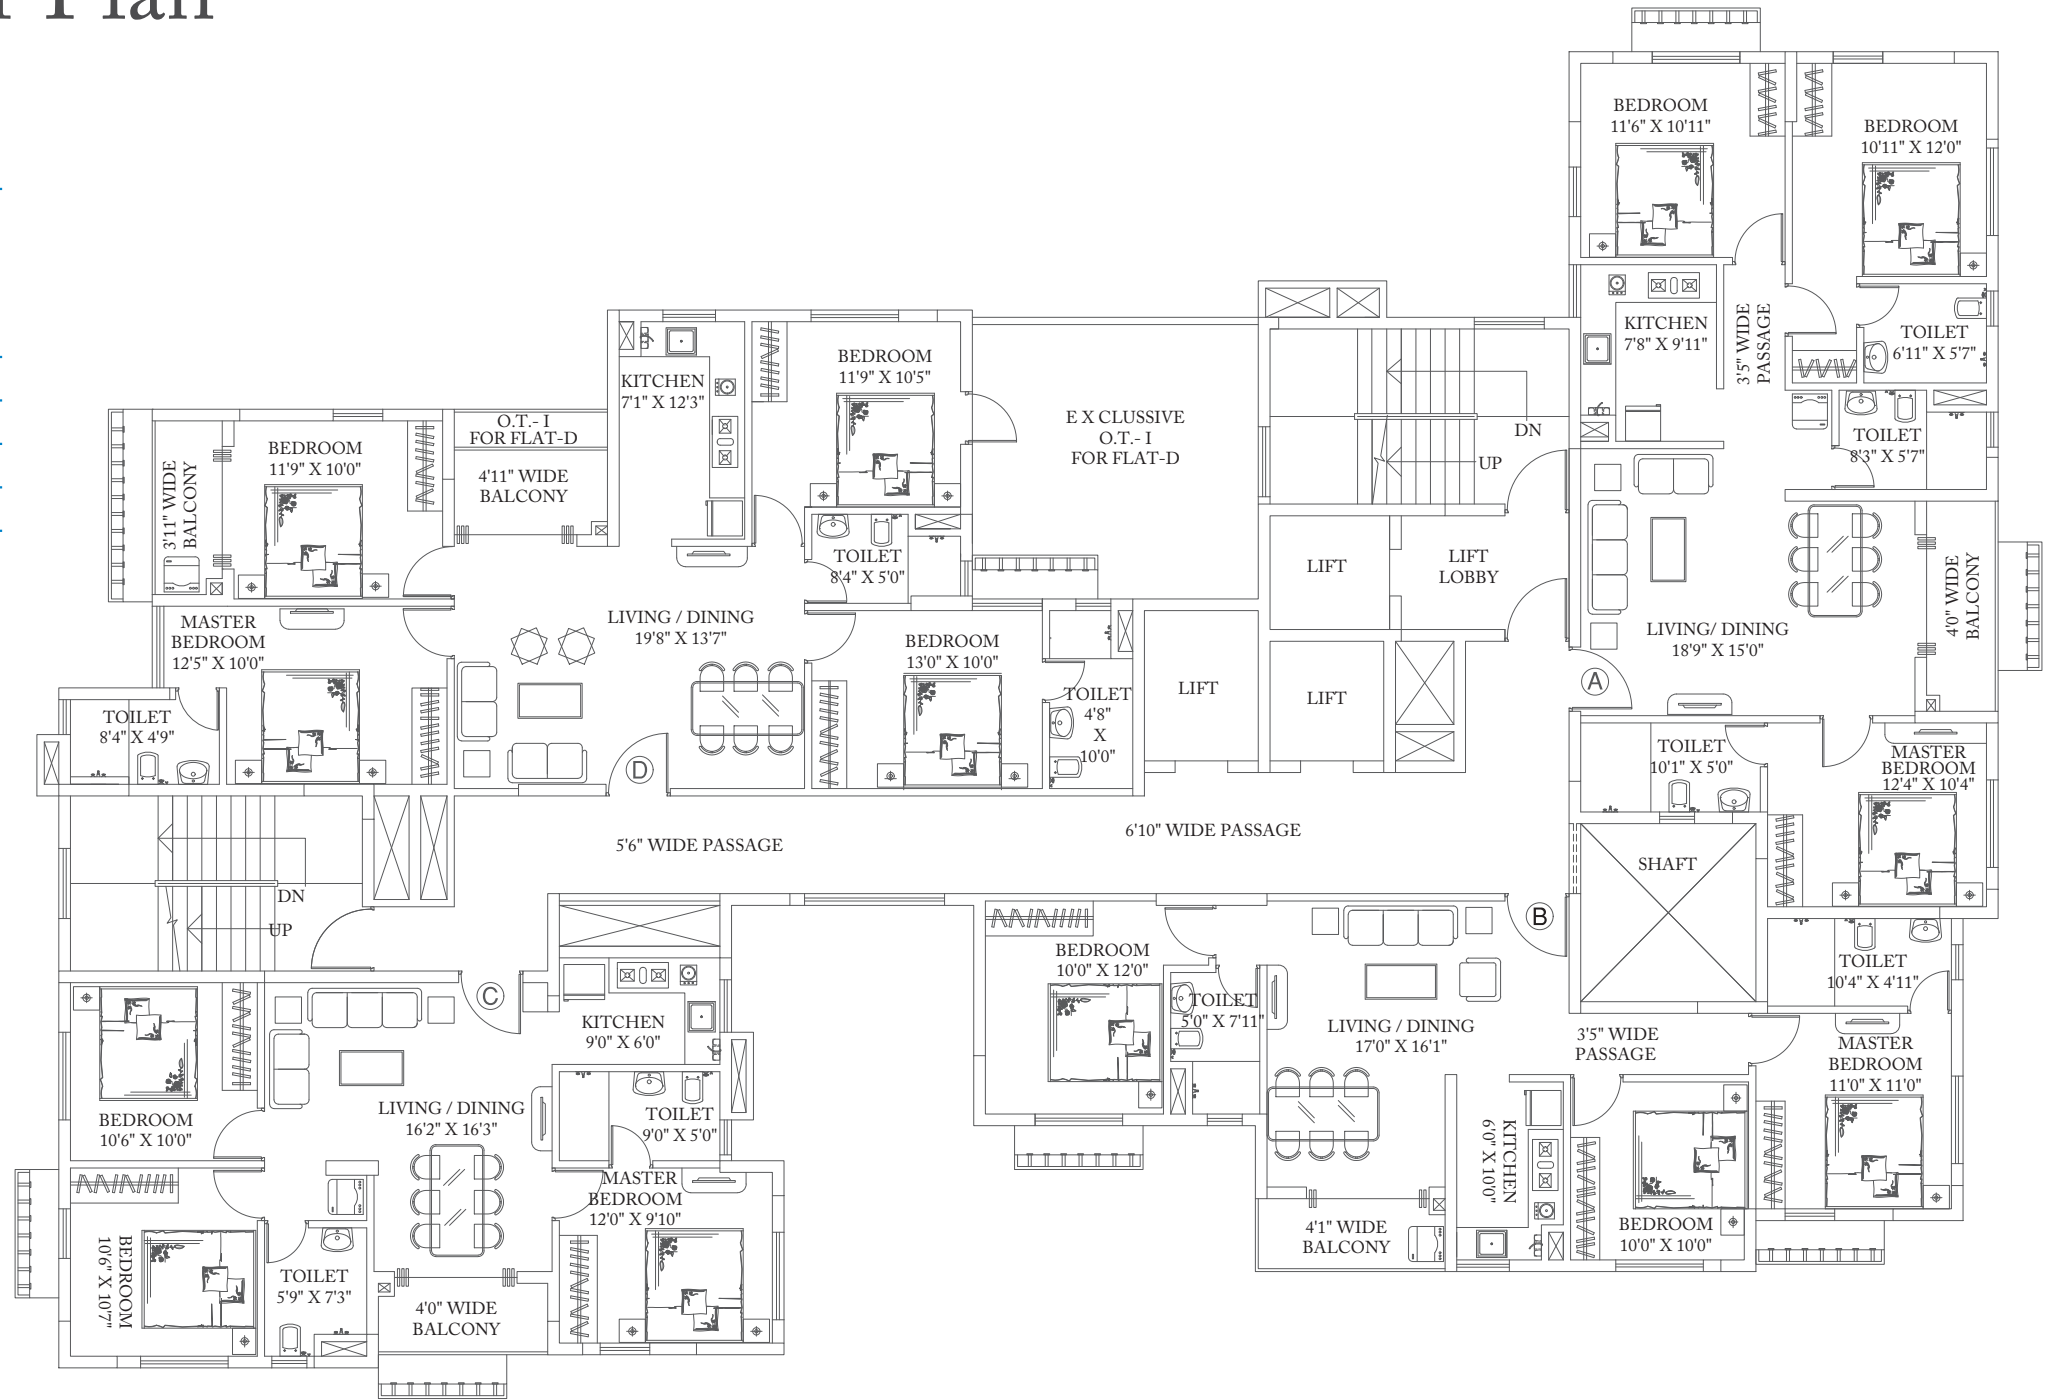 Plan
BEDROOM
11'6" X 10'11"
BEDROOM
10'11" X 12'0"
KITCHEN
7'8" X 9'11"
3'5" WIDE
PASSAGE
TOILET
6'11" X 5'7"
TOILET
8'3" X 5'7"
LIVING/ DINING
18'9" X 15'0"
4'0" WIDE
BALCONY
A
TOILET
10'1" X 5'0"
MASTER
BEDROOM
12'4" X 10'4"
SHAFT
DN
UP
LIFT
LIFT
LOBBY
LIFT
LIFT
E X CLUSSIVE
O.T.- I
FOR FLAT-D
KITCHEN
7'1" X 12'3"
BEDROOM
11'9" X 10'5"
O.T.- I
FOR FLAT-D
4'11" WIDE
BALCONY
BEDROOM
11'9" X 10'0"
3'11" WIDE
BALCONY
TOILET
8'4" X 5'0"
LIVING / DINING
19'8" X 13'7"
MASTER
BEDROOM
12'5" X 10'0"
BEDROOM
13'0" X 10'0"
TOILET
4'8"
X
10'0"
TOILET
8'4" X 4'9"
D
5'6" WIDE PASSAGE
6'10" WIDE PASSAGE
DN
UP
C
KITCHEN
9'0" X 6'0"
BEDROOM
10'6" X 10'0"
LIVING / DINING
16'2" X 16'3"
TOILET
9'0" X 5'0"
MASTER
BEDROOM
12'0" X 9'10"
BEDROOM
10'6" X 10'7"
TOILET
5'9" X 7'3"
4'0" WIDE
BALCONY
B
BEDROOM
10'0" X 12'0"
TOILET
5'0" X 7'11"
LIVING / DINING
17'0" X 16'1"
TOILET
10'4" X 4'11"
3'5" WIDE
PASSAGE
MASTER
BEDROOM
11'0" X 11'0"
KITCHEN
6'0" X 10'0"
4'1" WIDE
BALCONY
BEDROOM
10'0" X 10'0"